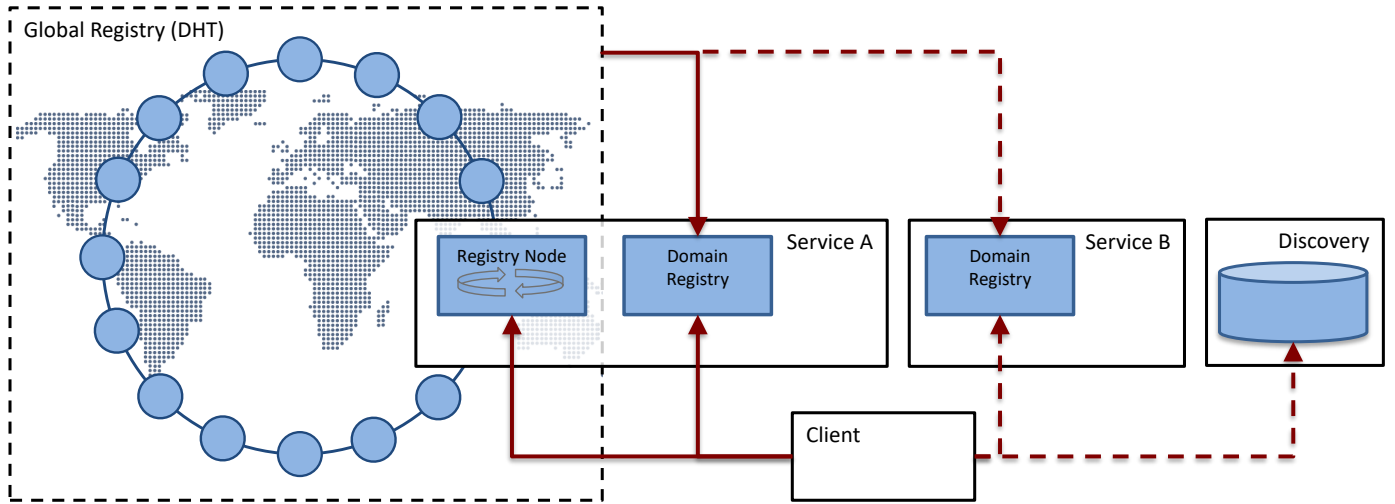 Global Registry (DHT)
Registry Node
Domain
Registry
Service A
Domain
Registry
Service B
Discovery
Client